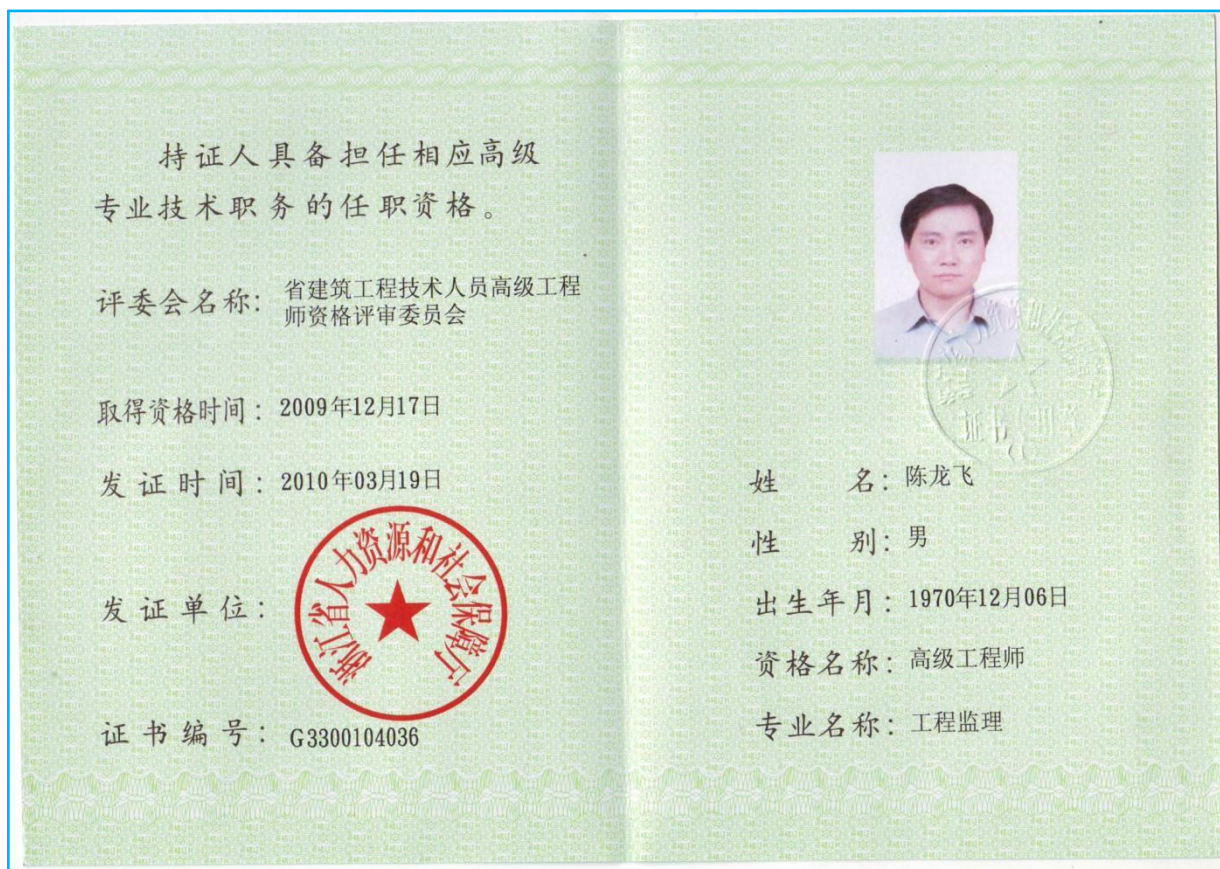 持证人具备担任相应高级
专业技术职务的任职资格。
评委会名称: 省建筑工程技术人员高级工程
师资格评审委员会
取得资格时间: 2009年12月17日
发证时间: 2010年03月19日
发证单位:
浙江省人力资源和社会保障厅
证书编号: G3300104036
姓名: 陈龙飞
性别: 男
出生年月: 1970年12月06日
资格名称: 高级工程师
专业名称: 工程监理